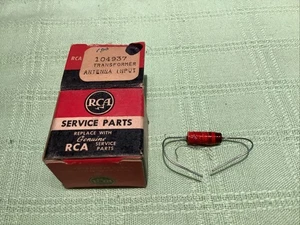 RCA
104937
TRANSFORMER
ANTENNA INPUT
RCA
SERVICE PARTS
REPLACE WITH
Genuine
RCA SERVICE
PARTS